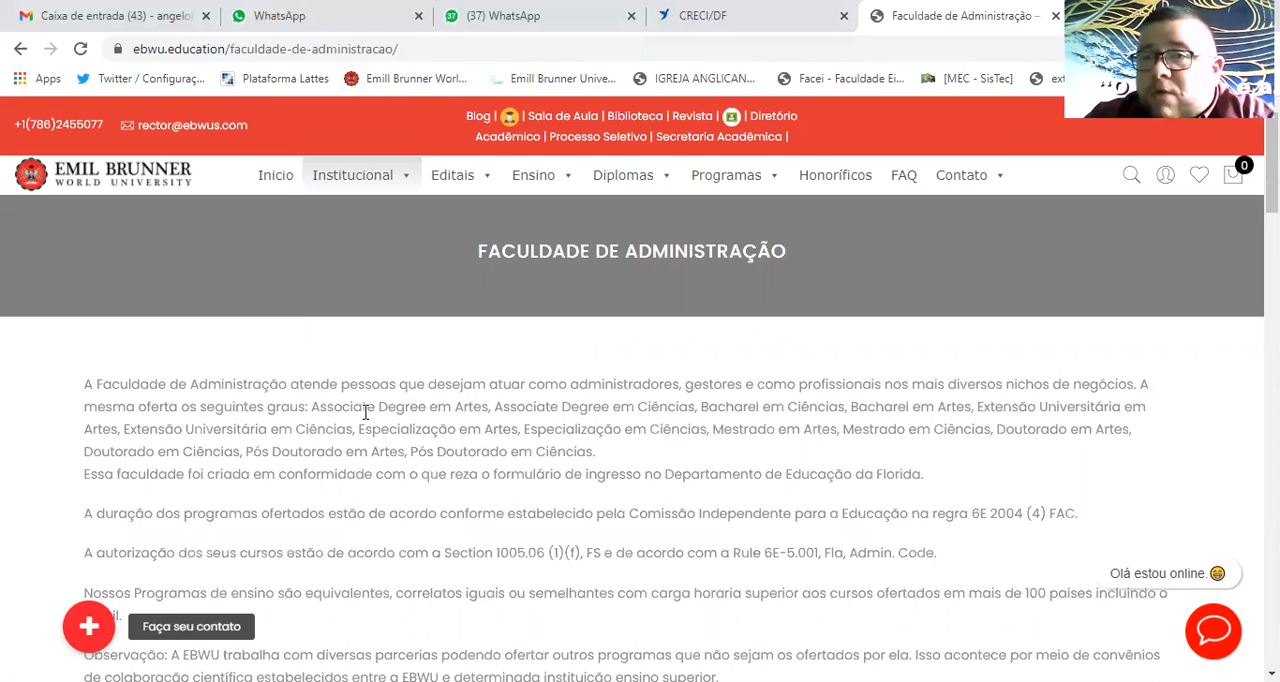 Caixa de entrada (43) - angelo
WhatsApp
(37) WhatsApp
CRECI/DF
Faculdade de Administração –
ebwu.education/faculdade-de-administracao/
Apps
Twitter / Configuraç...
Plataforma Lattes
Emill Brunner Worl...
Emill Brunner Unive...
IGREJA ANGLICAN...
Facei - Faculdade Ei...
[MEC - SisTec]
ext
+1(786)2455077
rector@ebwus.com
Blog | | Sala de Aula | Biblioteca | Revista | | Diretório
Acadêmico | Processo Seletivo | Secretaria Acadêmica |
EMIL BRUNNER
WORLD UNIVERSITY
Inicio Institucional Editais Ensino Diplomas Programas Honoríficos FAQ Contato
0
FACULDADE DE ADMINISTRAÇÃO
A Faculdade de Administração atende pessoas que desejam atuar como administradores, gestores e como profissionais nos mais diversos nichos de negócios. A
mesma oferta os seguintes graus: Associate Degree em Artes, Associate Degree em Ciências, Bacharel em Ciências, Bacharel em Artes, Extensão Universitária em
Artes, Extensão Universitária em Ciências, Especialização em Artes, Especialização em Ciências, Mestrado em Artes, Mestrado em Ciências, Doutorado em Artes,
Doutorado em Ciências, Pós Doutorado em Artes, Pós Doutorado em Ciências.
Essa faculdade foi criada em conformidade com o que reza o formulário de ingresso no Departamento de Educação da Florida.
A duração dos programas ofertados estão de acordo conforme estabelecido pela Comissão Independente para a Educação na regra 6E 2004 (4) FAC.
A autorização dos seus cursos estão de acordo com a Section 1005.06 (1)(f), FS e de acordo com a Rule 6E-5.001, Fla, Admin. Code.
Olá estou online.
Nossos Programas de ensino são equivalentes, correlatos iguais ou semelhantes com carga horaria superior aos cursos ofertados em mais de 100 países incluindo o
Faça seu contato
Observação: A EBWU trabalha com diversas parcerias podendo ofertar outros programas que não sejam os ofertados por ela. Isso acontece por meio de convênios
de colaboração científica estabelecidos entre a EBWU e determinada instituição ensino superior.